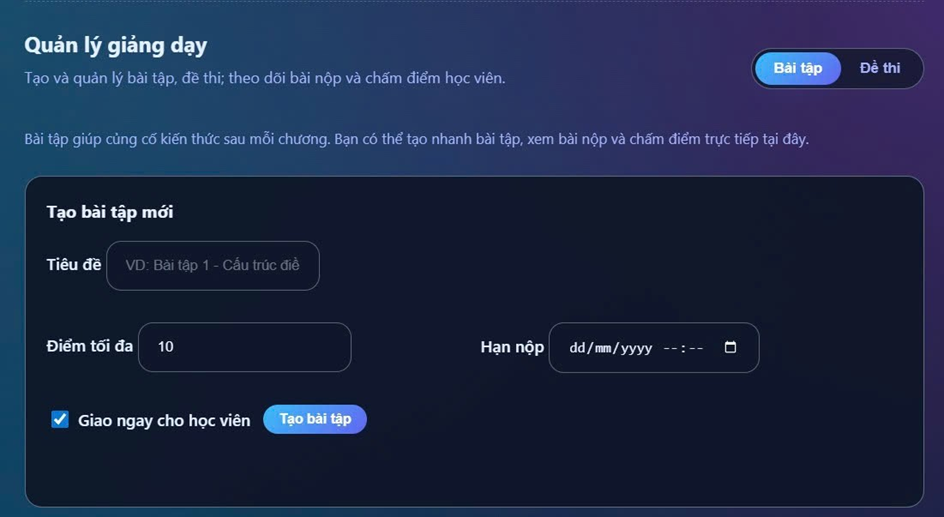 Quản lý giảng dạy
Tạo và quản lý bài tập, đề thi; theo dõi bài nộp và chấm điểm học viên.
Bài tập
Đề thi
Bài tập giúp củng cố kiến thức sau mỗi chương. Bạn có thể tạo nhanh bài tập, xem bài nộp và chấm điểm trực tiếp tại đây.
Tạo bài tập mới
Tiêu đề VD: Bài tập 1 - Cấu trúc điề
Điểm tối đa 10
Hạn nộp dd/mm/yyyy --:--
Giao ngay cho học viên Tạo bài tập